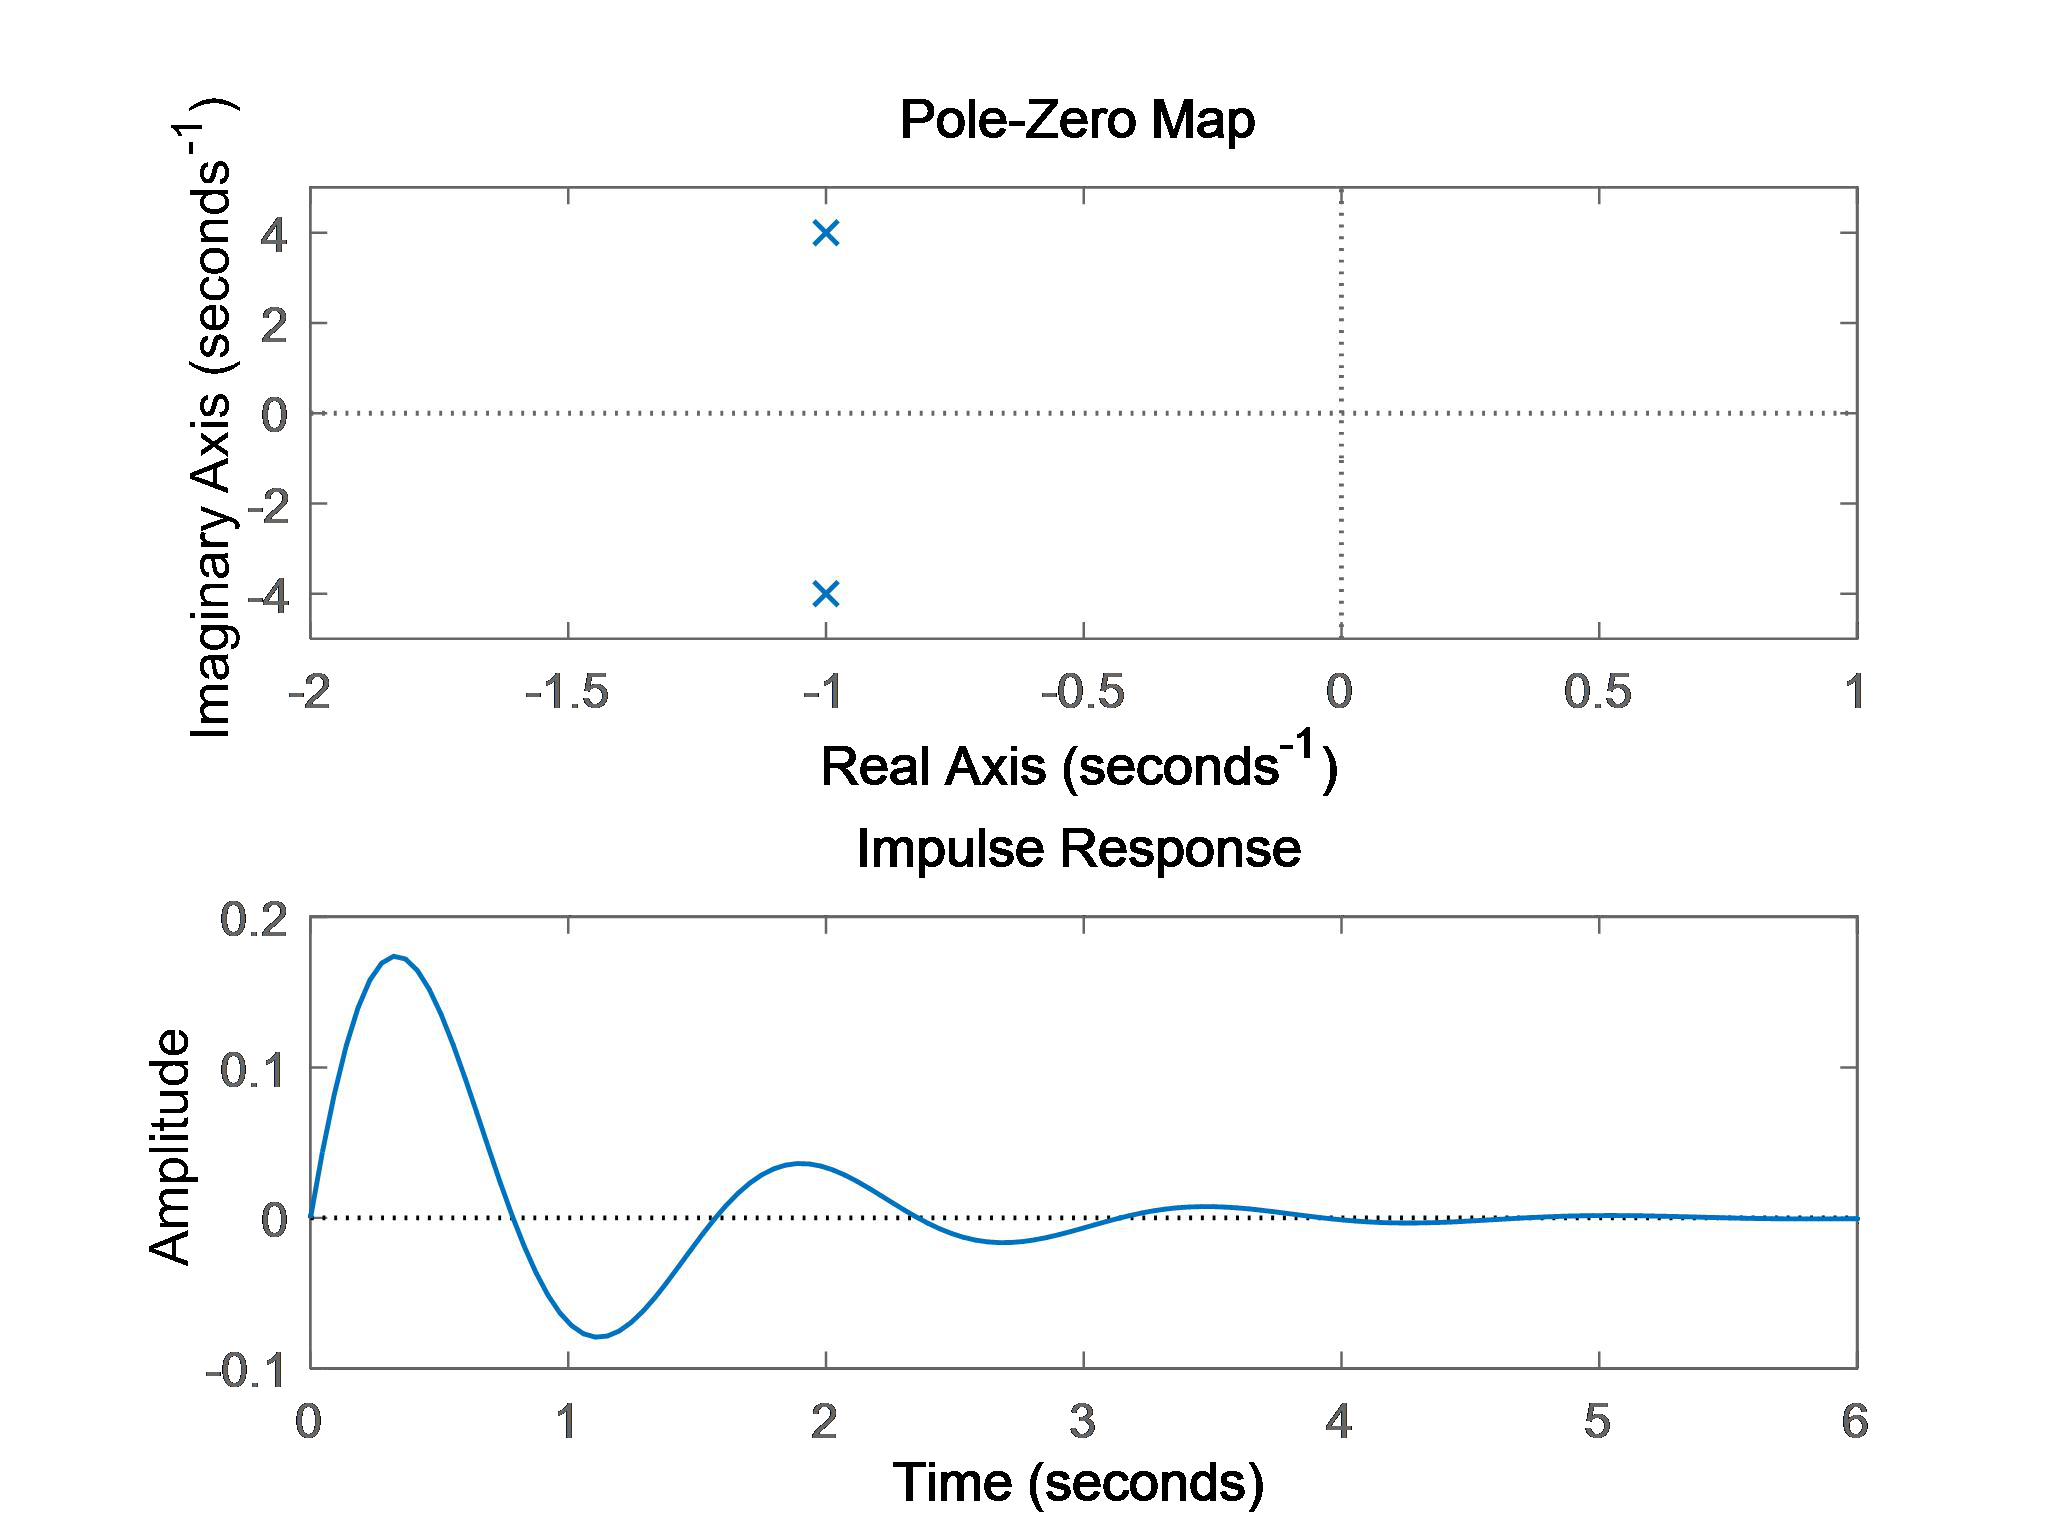 Pole-Zero Map
Imaginary Axis (seconds⁻¹)
4
2
0
-2
-4
-2 -1.5 -1 -0.5 0 0.5 1
Real Axis (seconds⁻¹)
Impulse Response
Amplitude
0.2
0.1
0
-0.1
0 1 2 3 4 5 6
Time (seconds)